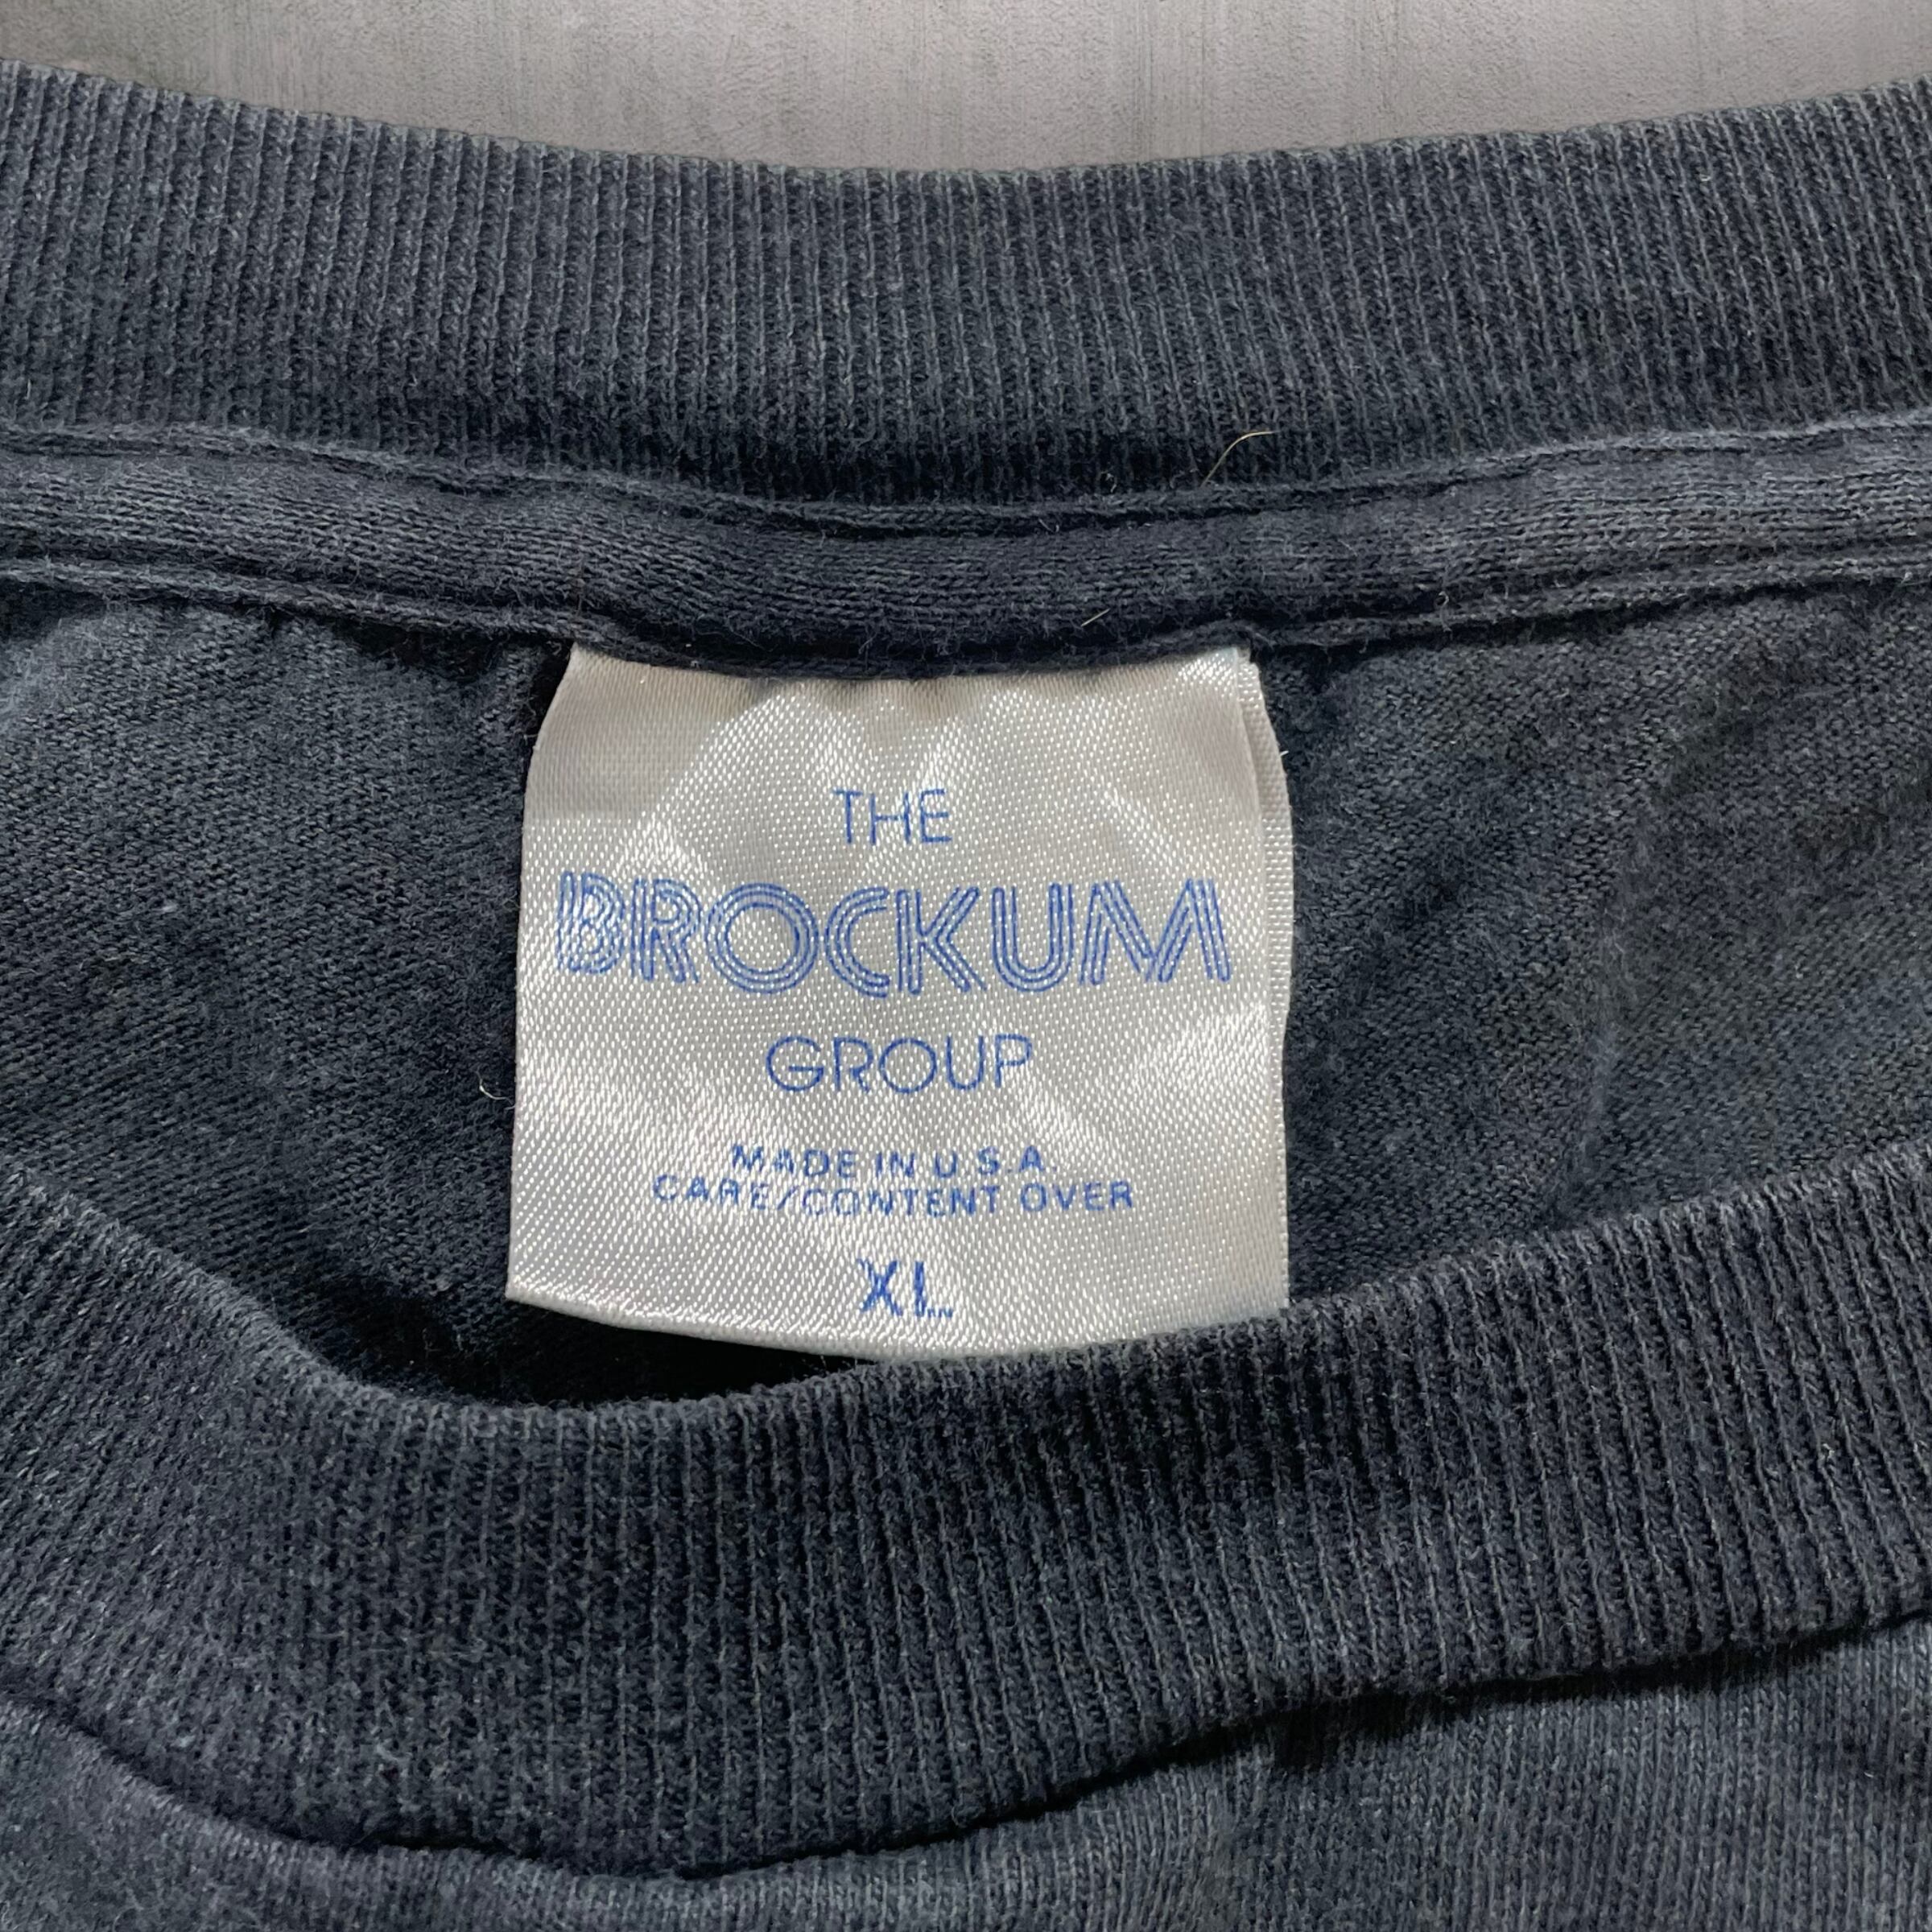 THE
BROCKUM
GROUP
MADE IN U.S.A.
CARE/CONTENT OVER
XL